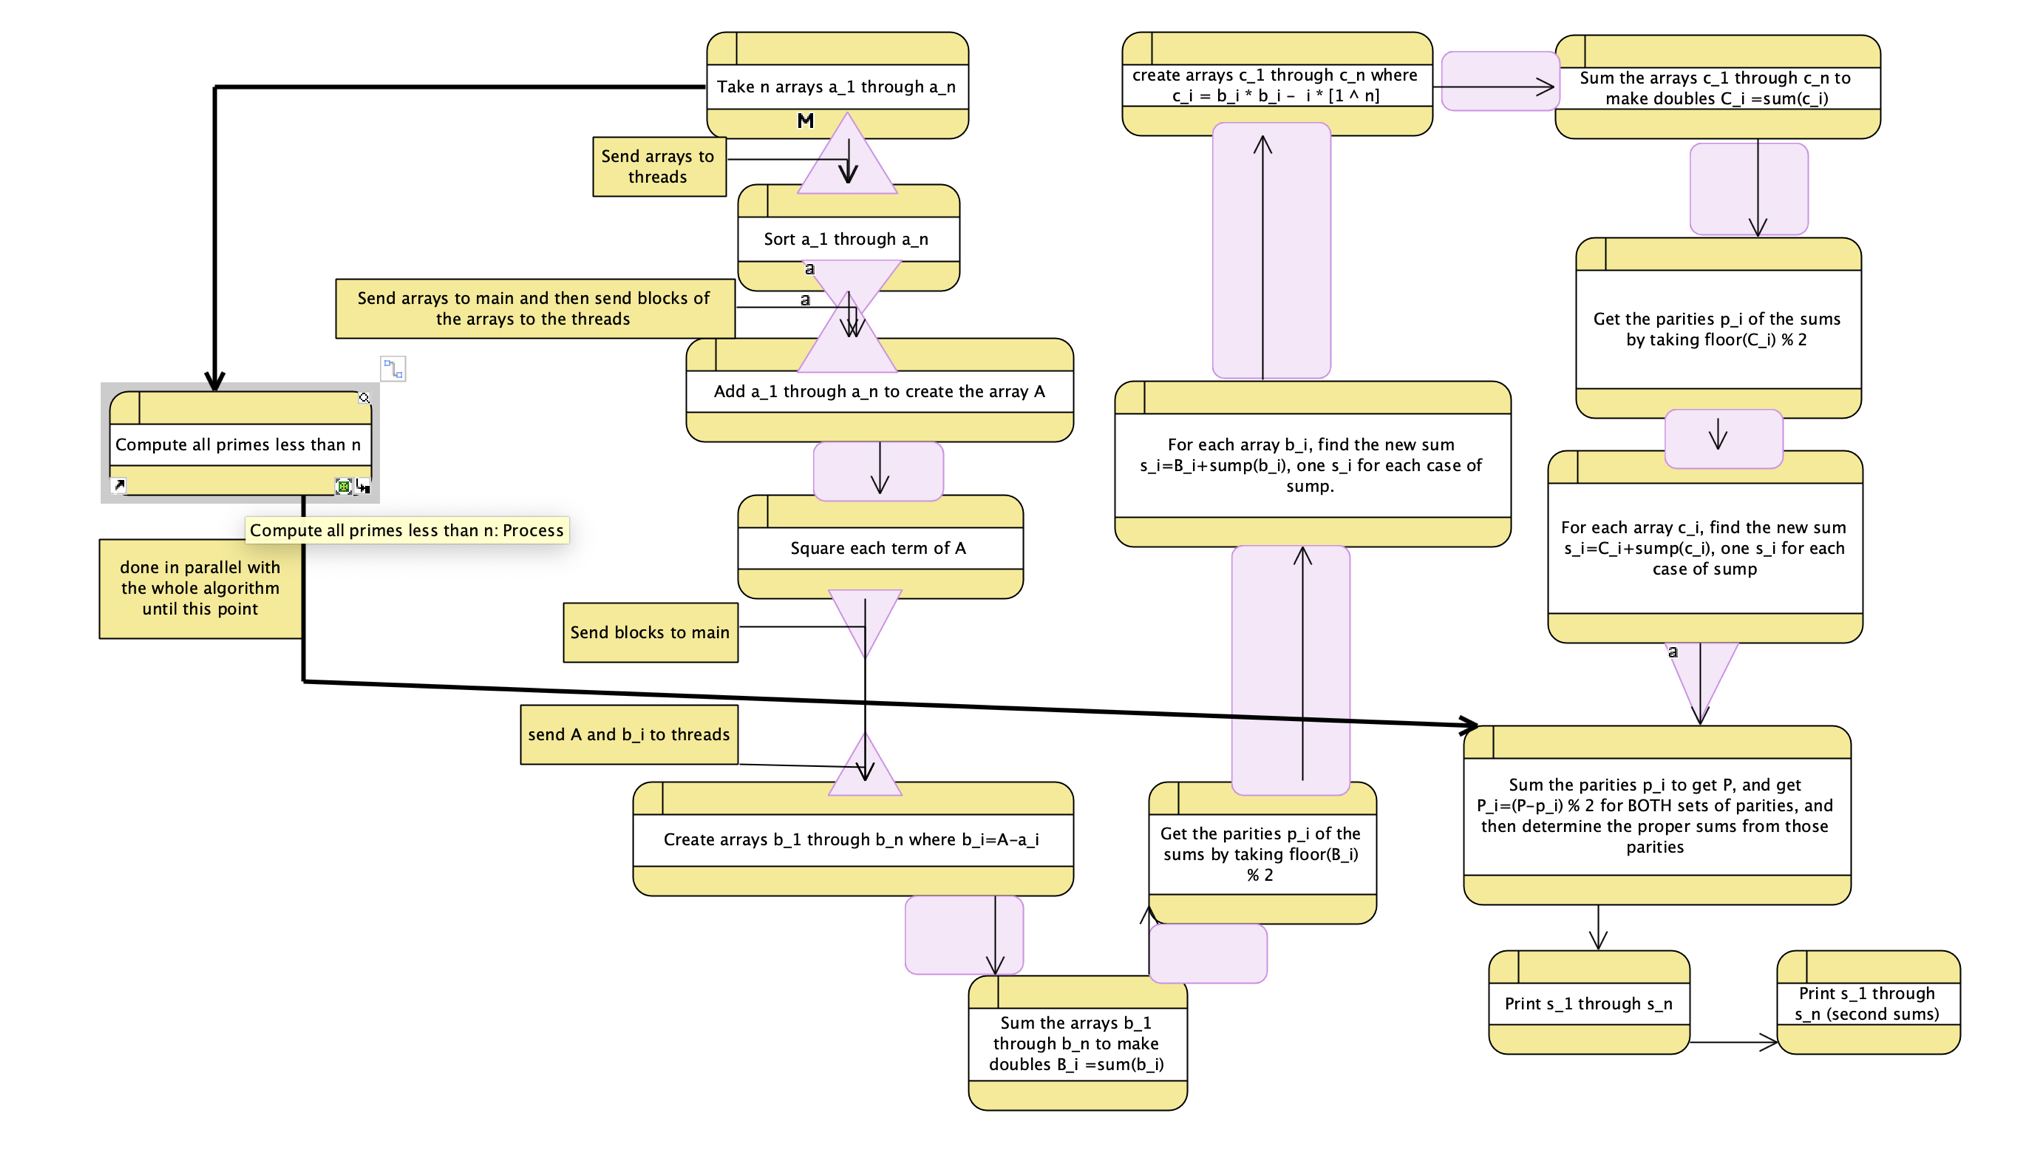 Take n arrays a_1 through a_n
M
Send arrays to
threads
Sort a_1 through a_n
a
Send arrays to main and then send blocks of
the arrays to the threads
a
Add a_1 through a_n to create the array A
Compute all primes less than n
Compute all primes less than n: Process
done in parallel with
the whole algorithm
until this point
Square each term of A
Send blocks to main
send A and b_i to threads
Create arrays b_1 through b_n where b_i=A-a_i
Sum the arrays b_1
through b_n to make
doubles B_i =sum(b_i)
Get the parities p_i of the
sums by taking floor(B_i)
% 2
For each array b_i, find the new sum
s_i=B_i+sump(b_i), one s_i for each case of
sump.
create arrays c_1 through c_n where
c_i = b_i * b_i - i * [1 ^ n]
Sum the arrays c_1 through c_n to
make doubles C_i =sum(c_i)
Get the parities p_i of the sums
by taking floor(C_i) % 2
For each array c_i, find the new sum
s_i=C_i+sump(c_i), one s_i for each
case of sump
a
Sum the parities p_i to get P, and get
P_i=(P-p_i) % 2 for BOTH sets of parities, and
then determine the proper sums from those
parities
Print s_1 through s_n
Print s_1 through
s_n (second sums)